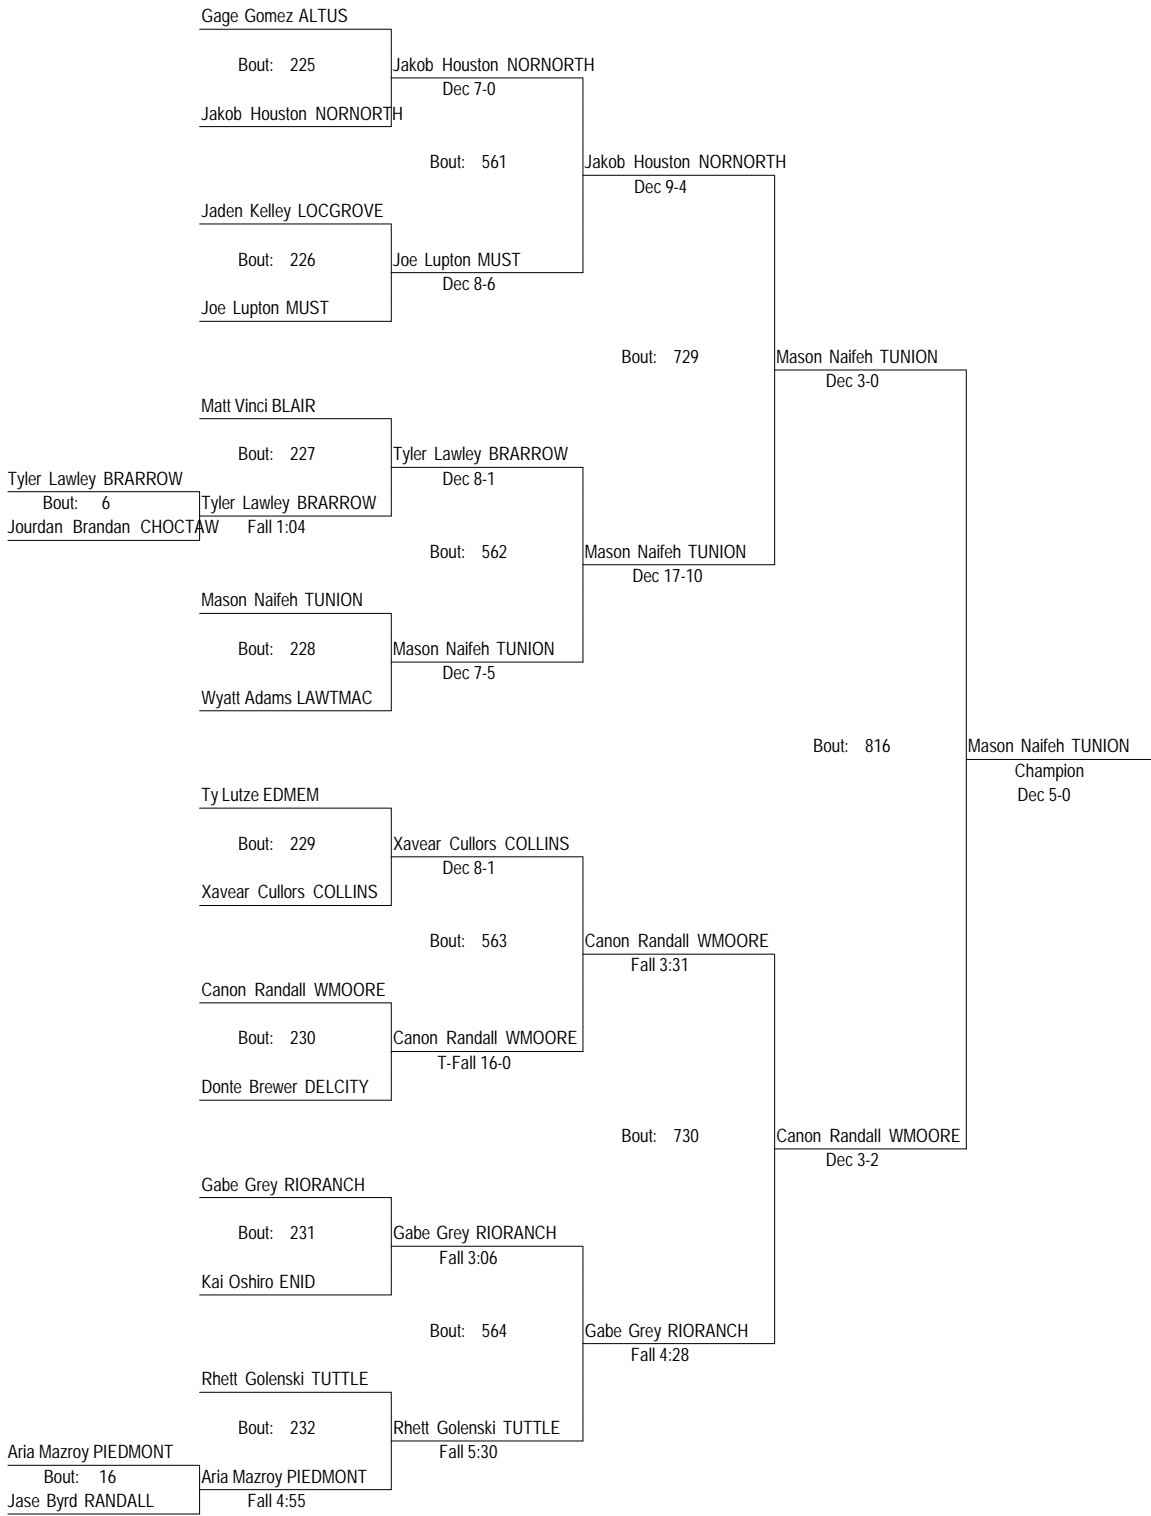 Gage Gomez ALTUS
Bout: 225
Jakob Houston NORNORTH
Dec 7-0
Jakob Houston NORNORTH
Bout: 561
Jakob Houston NORNORTH
Dec 9-4
Jaden Kelley LOCGROVE
Bout: 226
Joe Lupton MUST
Dec 8-6
Joe Lupton MUST
Bout: 729
Mason Naifeh TUNION
Dec 3-0
Matt Vinci BLAIR
Bout: 227
Tyler Lawley BRARROW
Dec 8-1
Tyler Lawley BRARROW
Bout: 6
Tyler Lawley BRARROW
Jourdan Brandan CHOCTAW
Fall 1:04
Bout: 562
Mason Naifeh TUNION
Dec 17-10
Mason Naifeh TUNION
Bout: 228
Mason Naifeh TUNION
Dec 7-5
Wyatt Adams LAWTMAC
Bout: 816
Mason Naifeh TUNION
Champion
Dec 5-0
Ty Lutze EDMEM
Bout: 229
Xavear Cullors COLLINS
Dec 8-1
Xavear Cullors COLLINS
Bout: 563
Canon Randall WMOORE
Fall 3:31
Canon Randall WMOORE
Bout: 230
Canon Randall WMOORE
T-Fall 16-0
Donte Brewer DELCITY
Bout: 730
Canon Randall WMOORE
Dec 3-2
Gabe Grey RIORANCH
Bout: 231
Gabe Grey RIORANCH
Fall 3:06
Kai Oshiro ENID
Bout: 564
Gabe Grey RIORANCH
Fall 4:28
Rhett Golenski TUTTLE
Bout: 232
Rhett Golenski TUTTLE
Fall 5:30
Aria Mazroy PIEDMONT
Bout: 16
Aria Mazroy PIEDMONT
Jase Byrd RANDALL
Fall 4:55